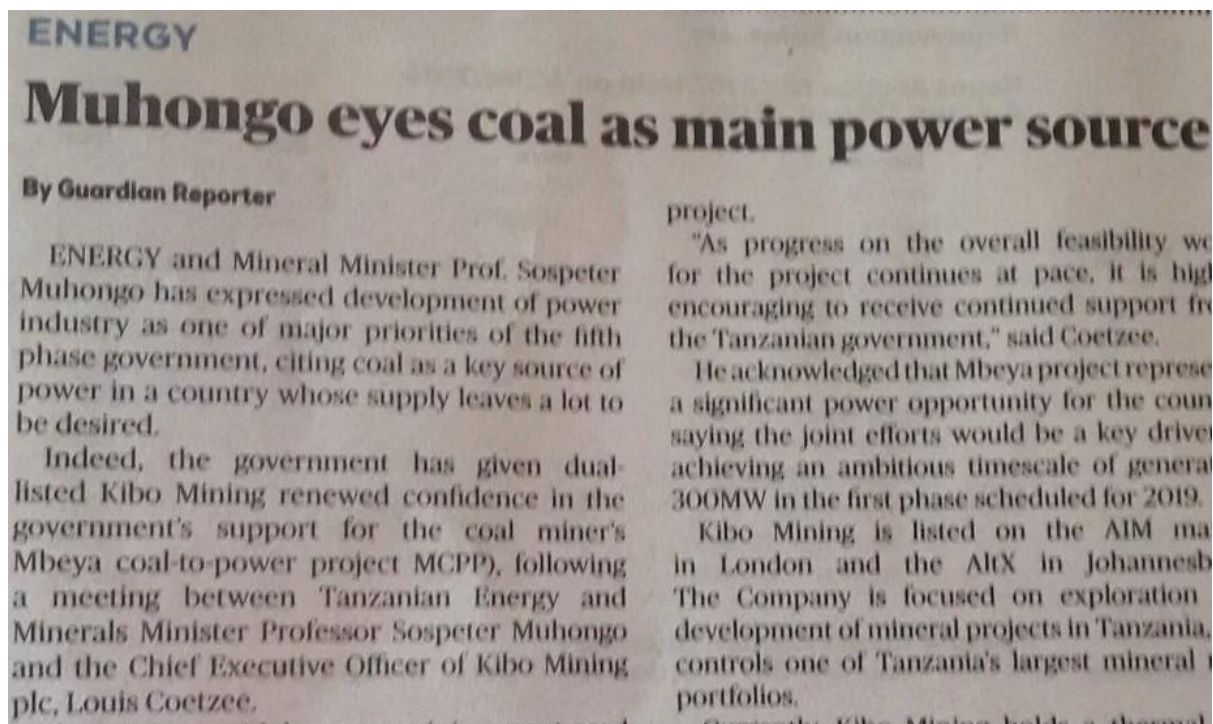 ENERGY
Muhongo eyes coal as main power source
By Guardian Reporter
ENERGY and Mineral Minister Prof. Sospeter
Muhongo has expressed development of power
industry as one of major priorities of the fifth
phase government, citing coal as a key source of
power in a country whose supply leaves a lot to
be desired.
Indeed, the government has given dual-
listed Kibo Mining renewed confidence in the
government's support for the coal miner's
Mbeya coal-to-power project MCPP), following
a meeting between Tanzanian Energy and
Minerals Minister Professor Sospeter Muhongo
and the Chief Executive Officer of Kibo Mining
plc, Louis Coetzee.
project.
"As progress on the overall feasibility
for the project continues at pace, it is
encouraging to receive continued support
the Tanzanian government," said Coetzee.
He acknowledged that Mbeya project
a significant power opportunity for the
saying the joint efforts would be a key
achieving an ambitious timescale of
300MW in the first phase scheduled for 2019.
Kibo Mining is listed on the AIM
in London and the AltX in
The Company is focused on exploration
development of mineral projects in Tanzania,
controls one of Tanzania's largest mineral
portfolios.
Currently, Kibo Mining holds a thermal